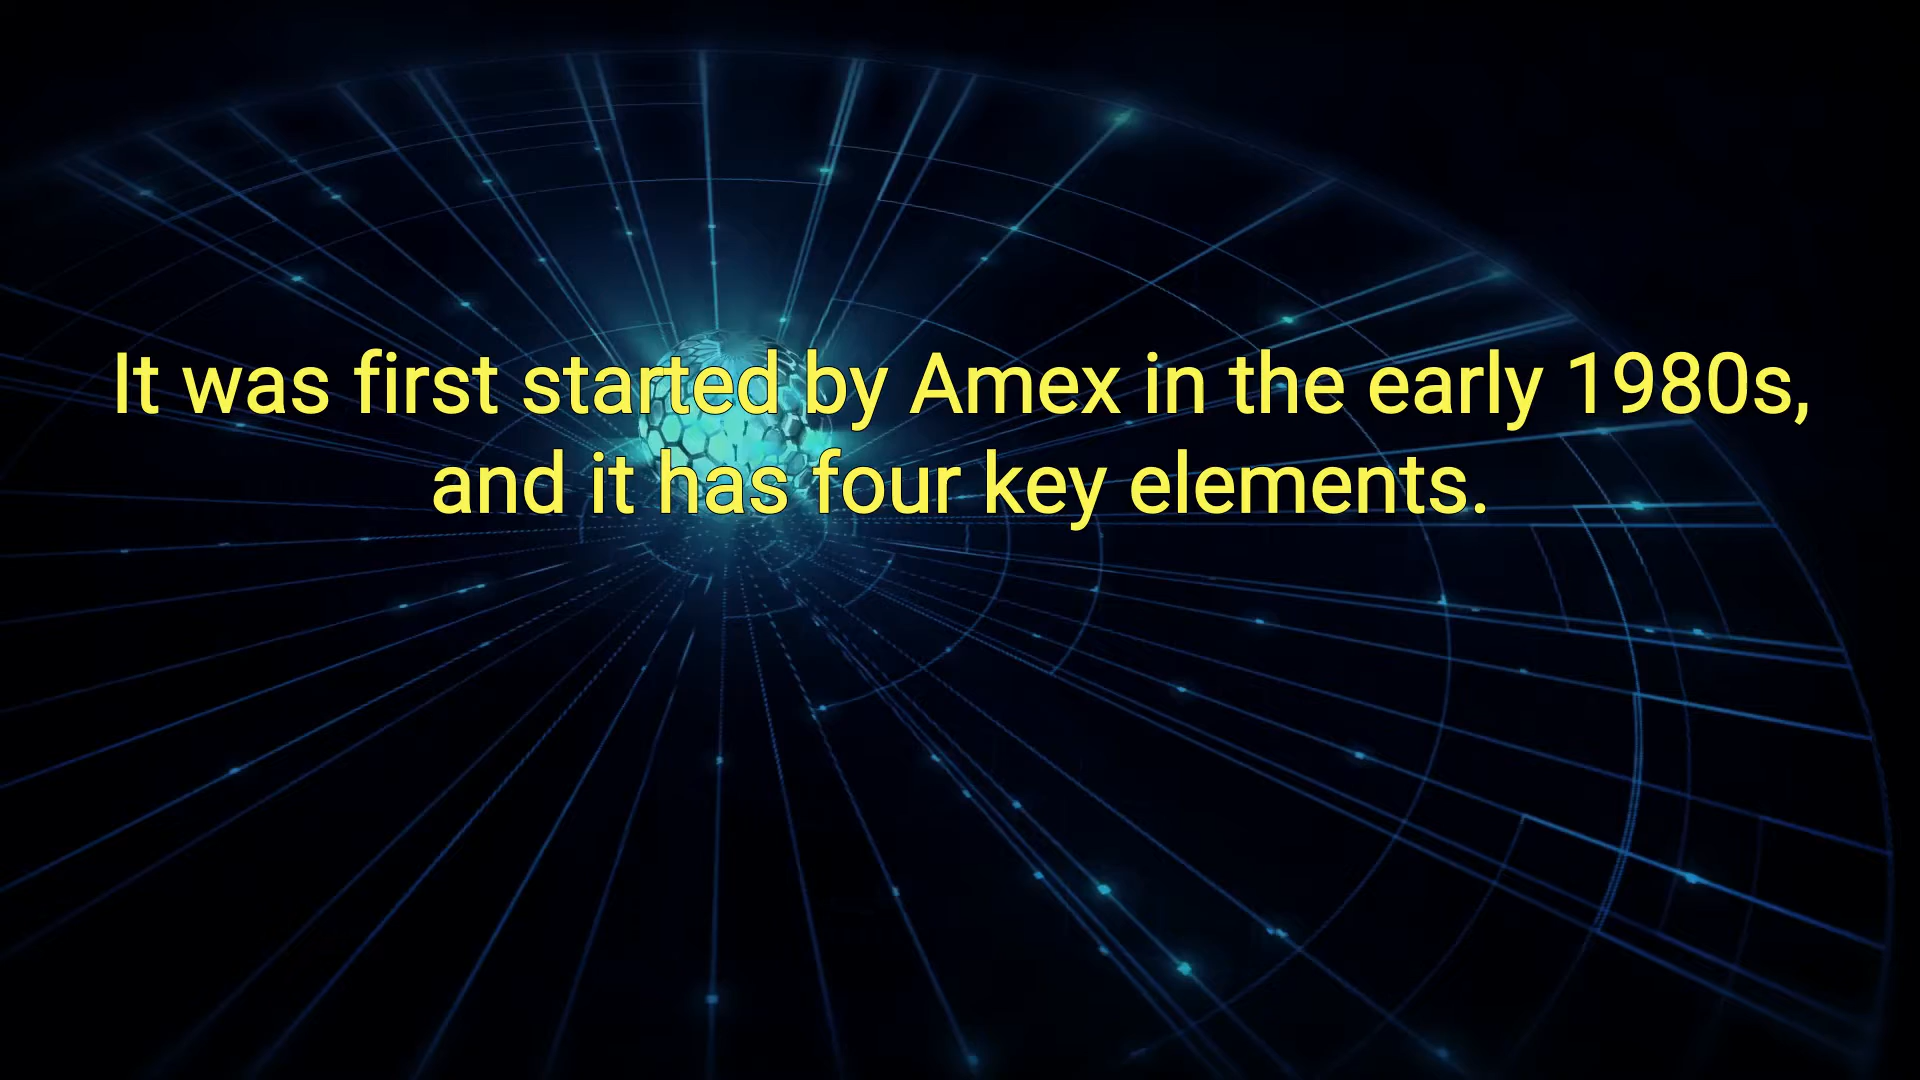 It was first started by Amex in the early 1980s,
and it has four key elements.